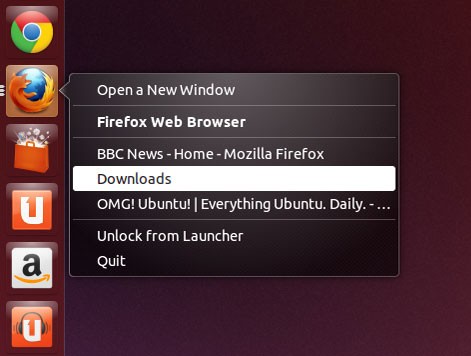 Open a New Window
Firefox Web Browser
BBC News - Home - Mozilla Firefox
Downloads
OMG! Ubuntu! | Everything Ubuntu. Daily. - ...
Unlock from Launcher
Quit